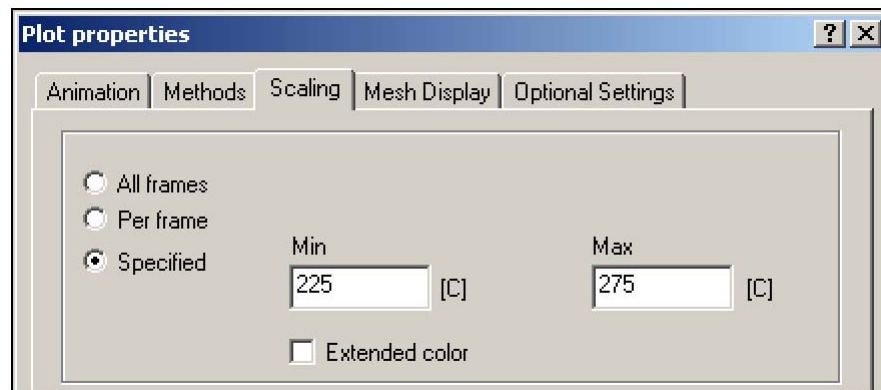 Plot properties
Animation Methods Scaling Mesh Display Optional Settings
All frames
Per frame
Specified
Min Max
225 [C] 275 [C]
Extended color